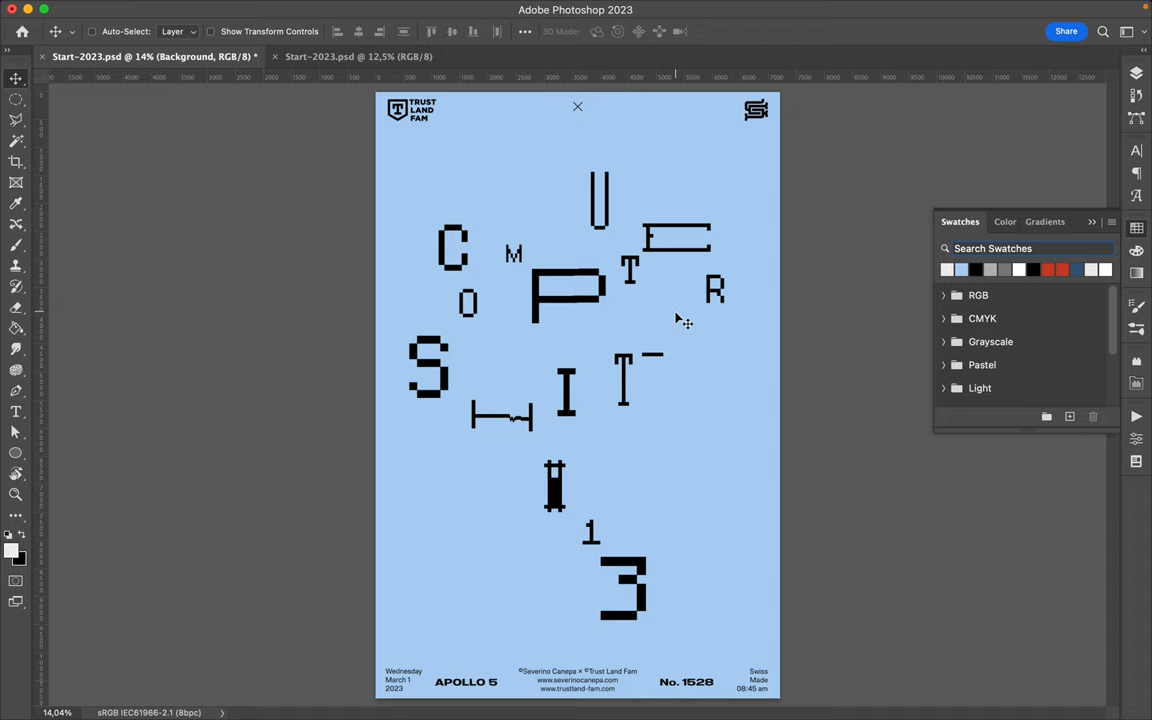 Adobe Photoshop 2023
Auto-Select:
Layer
Show Transform Controls
3D Mode:
Share
Start-2023.psd @ 14% (Background, RGB/8) *
Start-2023.psd @ 12,5% (RGB/8)
TRUST
LAND
FAM
U
C
M
E
T
P
R
O
S
I
T
1
3
Wednesday
March 1
2023
APOLLO 5
©Severino Canepa × ©Trust Land Fam
www.severinocanepa.com
www.trustland-fam.com
No. 1528
Swiss
Made
08:45 am
Swatches
Color
Gradients
Search Swatches
RGB
CMYK
Grayscale
Pastel
Light
14,04%
sRGB IEC61966-2.1 (8bpc)